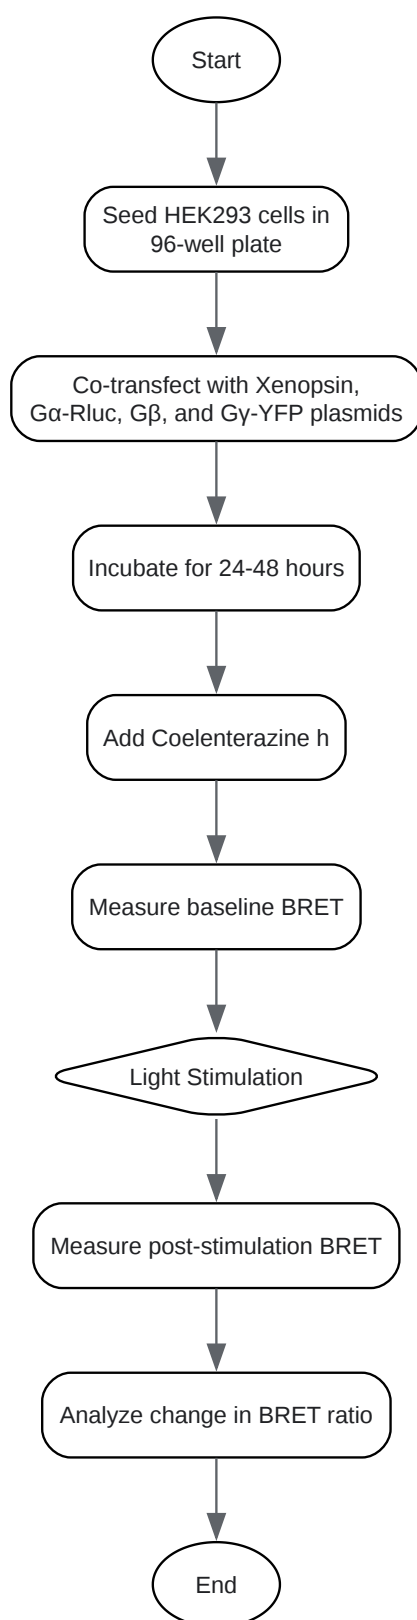 Start
Seed HEK293 cells in
96-well plate
Co-transfect with Xenopsin,
Gα-Rluc, Gβ, and Gγ-YFP plasmids
Incubate for 24-48 hours
Add Coelenterazine h
Measure baseline BRET
Light Stimulation
Measure post-stimulation BRET
Analyze change in BRET ratio
End